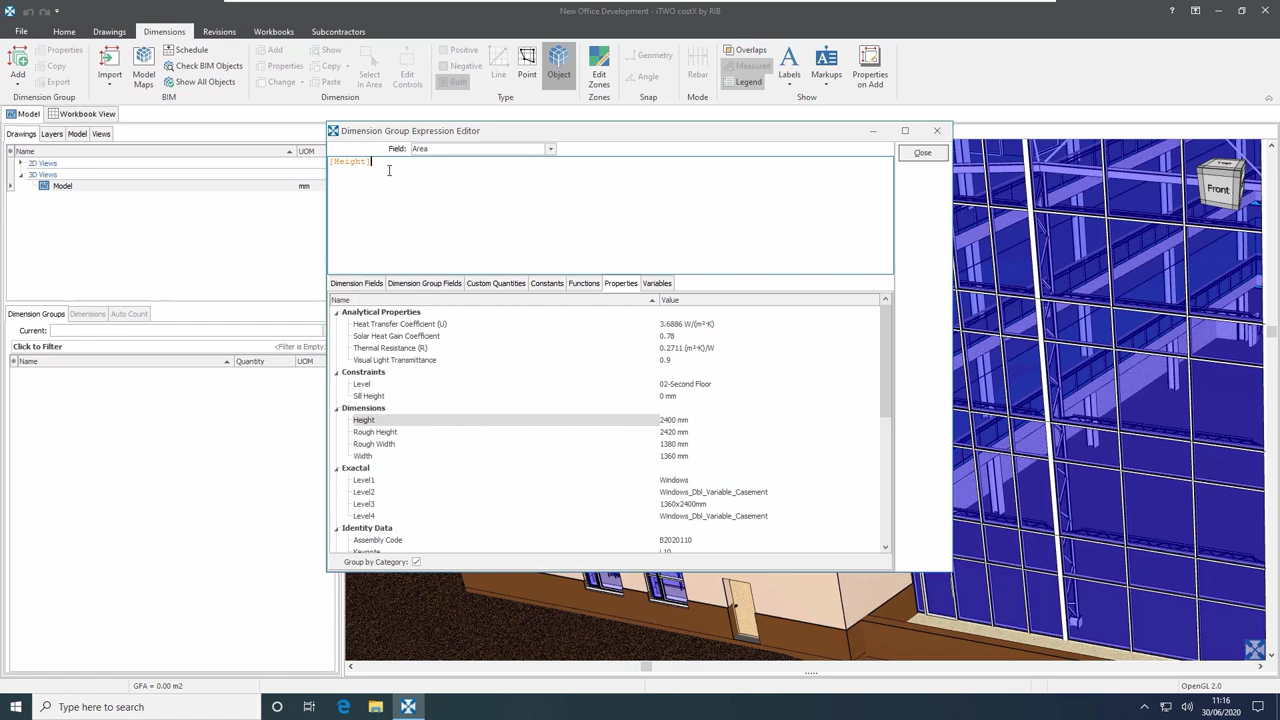 New Office Development - iTWO costX by RIB
File
Home
Drawings
Dimensions
Revisions
Workbooks
Subcontractors
Add
Properties
Copy
Export
Dimension Group
Import
Model Maps
Schedule
Check BIM Objects
Show All Objects
BIM
Add
Properties
Change
Show
Copy
Paste
Select In Area
Edit Controls
Dimension
Positive
Negative
Both
Line
Point
Object
Type
Edit Zones
Zones
Geometry
Angle
Snap
Rebar
Mode
Overlaps
Measured
Legend
Labels
Markups
Properties on Add
Show
Model
Workbook View
Drawings
Layers
Model
Views
Name
UOM
2D Views
3D Views
Model
mm
Dimension Groups
Dimensions
Auto Count
Current:
Click to Filter
<Filter is Empty>
Name
Quantity
UOM
Dimension Group Expression Editor
Field:
Area
Close
[Height]
Dimension Fields
Dimension Group Fields
Custom Quantities
Constants
Functions
Properties
Variables
Name
Value
Analytical Properties
Heat Transfer Coefficient (U)
3.6886 W/(m²·K)
Solar Heat Gain Coefficient
0.78
Thermal Resistance (R)
0.2711 (m²·K)/W
Visual Light Transmittance
0.9
Constraints
Level
02-Second Floor
Sill Height
0 mm
Dimensions
Height
2400 mm
Rough Height
2420 mm
Rough Width
1380 mm
Width
1360 mm
Exactal
Level1
Windows
Level2
Windows_Dbl_Variable_Casement
Level3
1360x2400mm
Level4
Windows_Dbl_Variable_Casement
Identity Data
Assembly Code
B2020110
Keynote
L10
Group by Category:
Front
GFA = 0.00 m2
OpenGL 2.0
Type here to search
11:16
30/06/2020